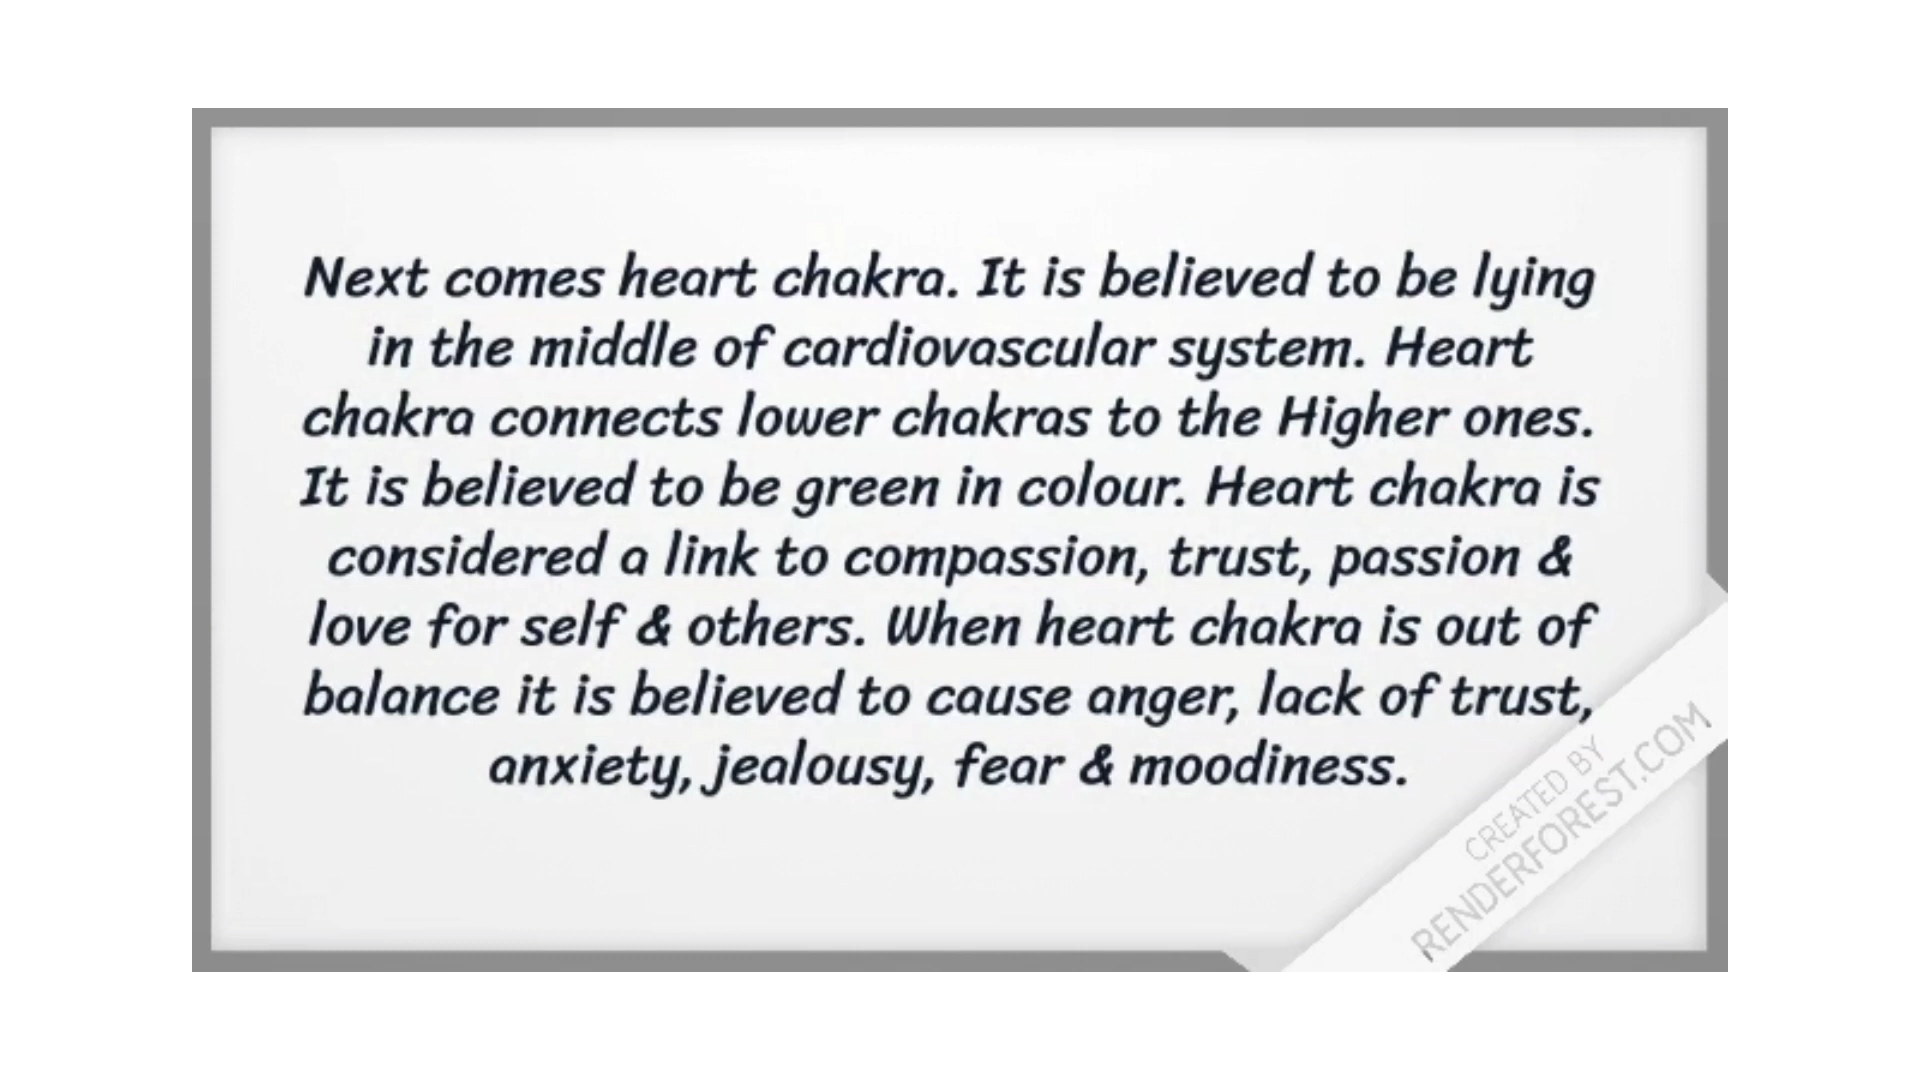 Next comes heart chakra. It is believed to be lying
in the middle of cardiovascular system. Heart
chakra connects lower chakras to the Higher ones.
It is believed to be green in colour. Heart chakra is
considered a link to compassion, trust, passion &
love for self & others. When heart chakra is out of
balance it is believed to cause anger, lack of trust,
anxiety, jealousy, fear & moodiness.
CREATED BY
RENDERFOREST.COM